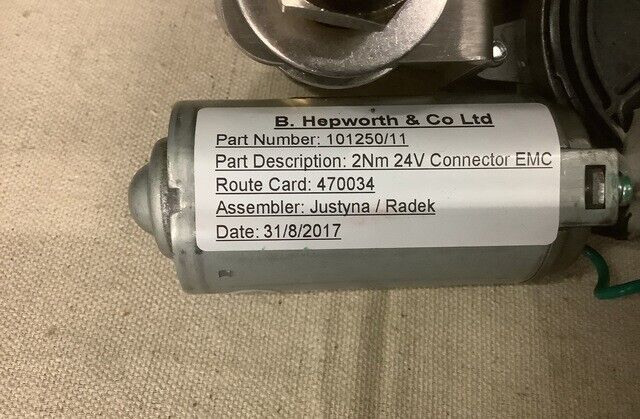 B. Hepworth & Co Ltd
Part Number: 101250/11
Part Description: 2Nm 24V Connector EMC
Route Card: 470034
Assembler: Justyna / Radek
Date: 31/8/2017